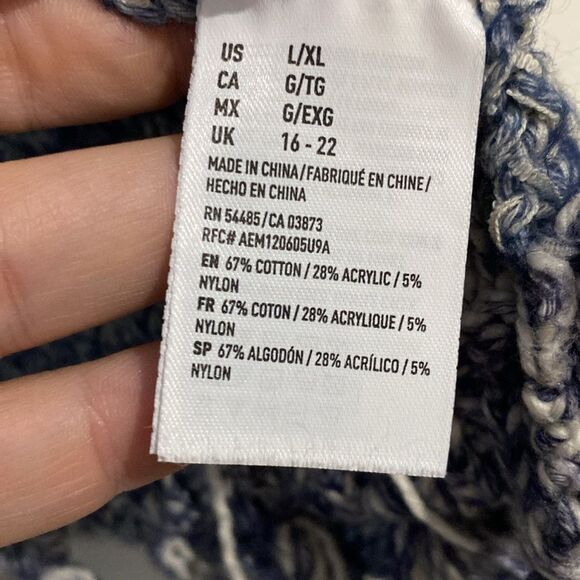 US L/XL
CA G/TG
MX G/EXG
UK 16 - 22
MADE IN CHINA/FABRIQUÉ EN CHINE/
HECHO EN CHINA
RN 54485/CA 03873
RFC# AEM120605U9A
EN 67% COTTON / 28% ACRYLIC / 5%
NYLON
FR 67% COTON / 28% ACRYLIQUE / 5%
NYLON
SP 67% ALGODÓN / 28% ACRÍLICO / 5%
NYLON